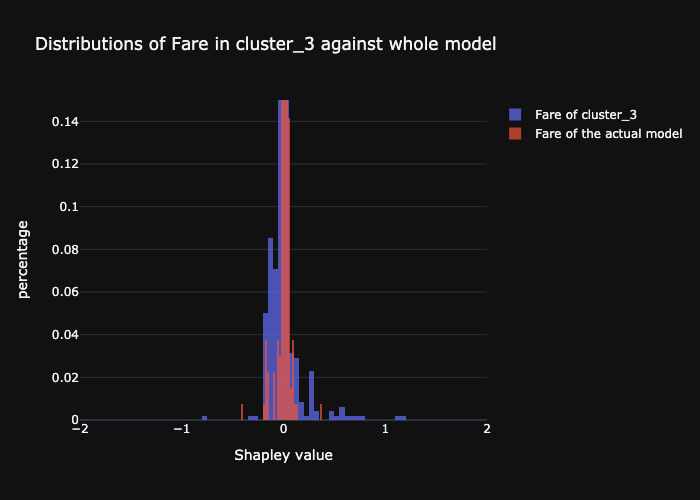 Distributions of Fare in cluster_3 against whole model
Fare of cluster_3
Fare of the actual model
percentage
0.14
0.12
0.1
0.08
0.06
0.04
0.02
0
−2
−1
0
1
2
Shapley value